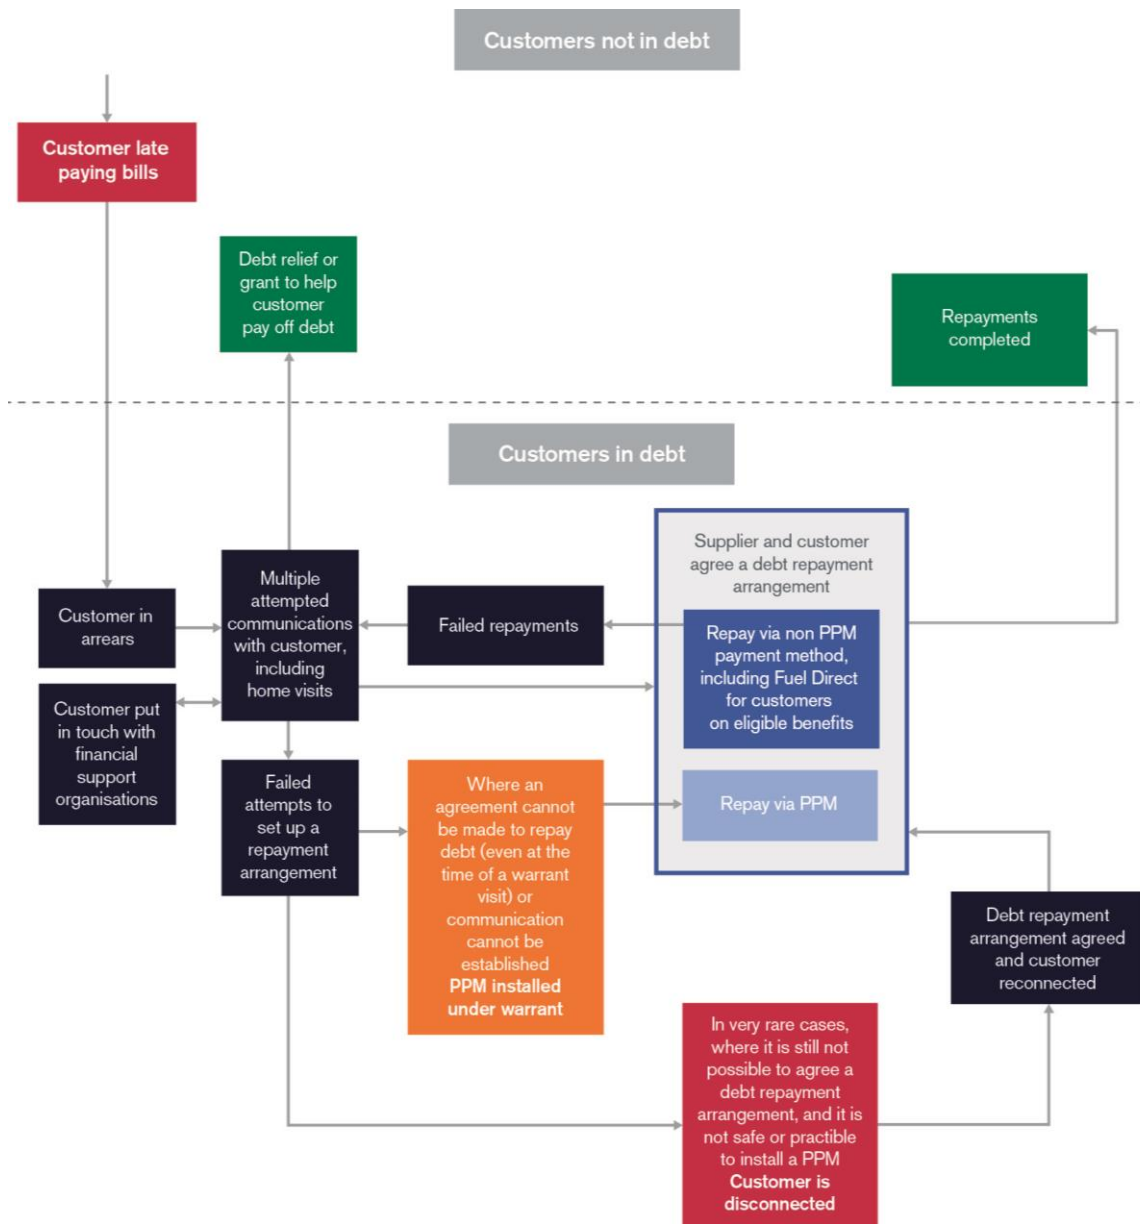 Customers not in debt
Customer late
paying bills
Debt relief or
grant to help
customer
pay off debt
Repayments
completed
Customers in debt
Supplier and customer
agree a debt repayment
arrangement
Multiple
attempted
communications
with customer,
including
home visits
Customer in
arrears
Failed repayments
Repay via non PPM
payment method,
including Fuel Direct
for customers
on eligible benefits
Customer put
in touch with
financial
support
organisations
Failed
attempts to
set up a
repayment
arrangement
Where an
agreement cannot
be made to repay
debt (even at the
time of a warrant
visit) or
communication
cannot be
established
PPM installed
under warrant
Repay via PPM
Debt repayment
arrangement agreed
and customer
reconnected
In very rare cases,
where it is still not
possible to agree a
debt repayment
arrangement, and it is
not safe or practible
to install a PPM
Customer is
disconnected